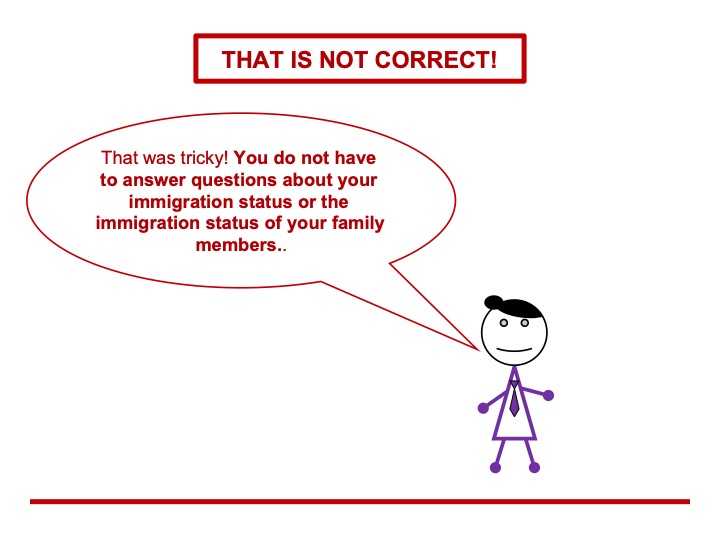 THAT IS NOT CORRECT!
That was tricky! You do not have
to answer questions about your
immigration status or the
immigration status of your family
members..